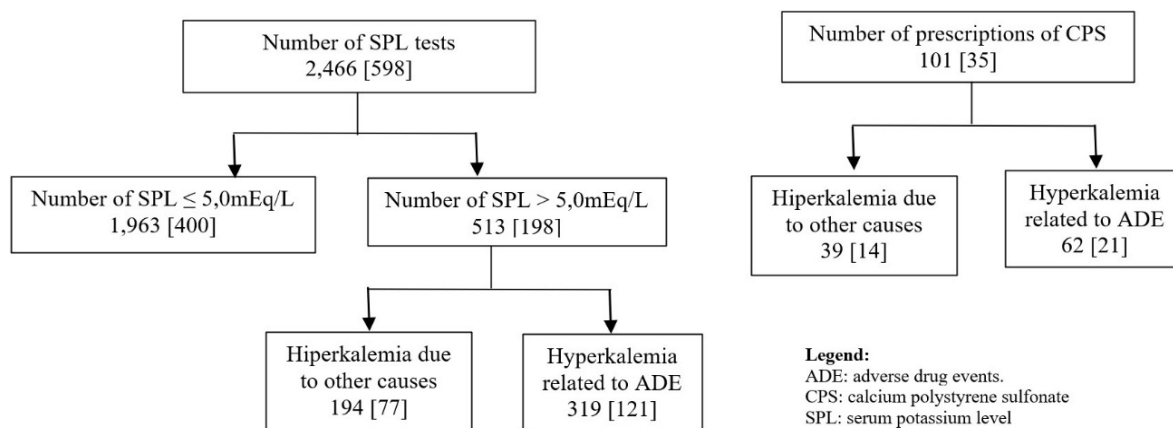 Number of SPL tests
2,466 [598]
Number of SPL ≤ 5,0mEq/L
1,963 [400]
Number of SPL > 5,0mEq/L
513 [198]
Hiperkalemia due
to other causes
194 [77]
Hyperkalemia
related to ADE
319 [121]
Number of prescriptions of CPS
101 [35]
Hiperkalemia due
to other causes
39 [14]
Hyperkalemia
related to ADE
62 [21]
Legend:
ADE: adverse drug events.
CPS: calcium polystyrene sulfonate
SPL: serum potassium level